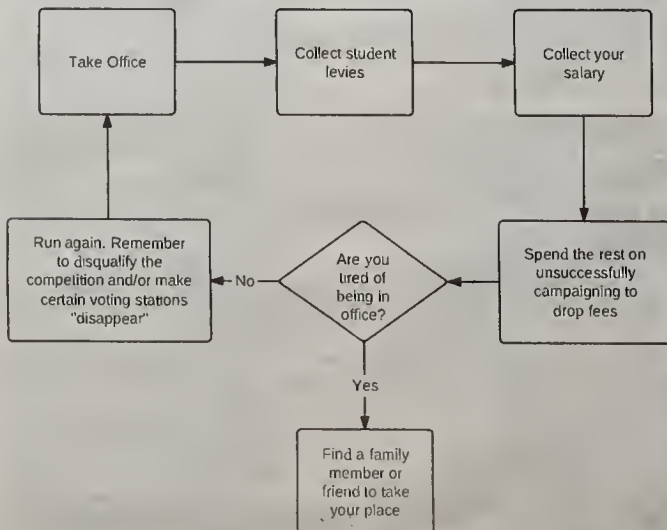 Take Office
Collect student
levies
Collect your
salary
Spend the rest on
unsuccessfully
campaigning to
drop fees
Are you
tired of
being in
office?
No
Run again. Remember
to disqualify the
competition and/or make
certain voting stations
"disappear"
Yes
Find a family
member or
friend to take
your place